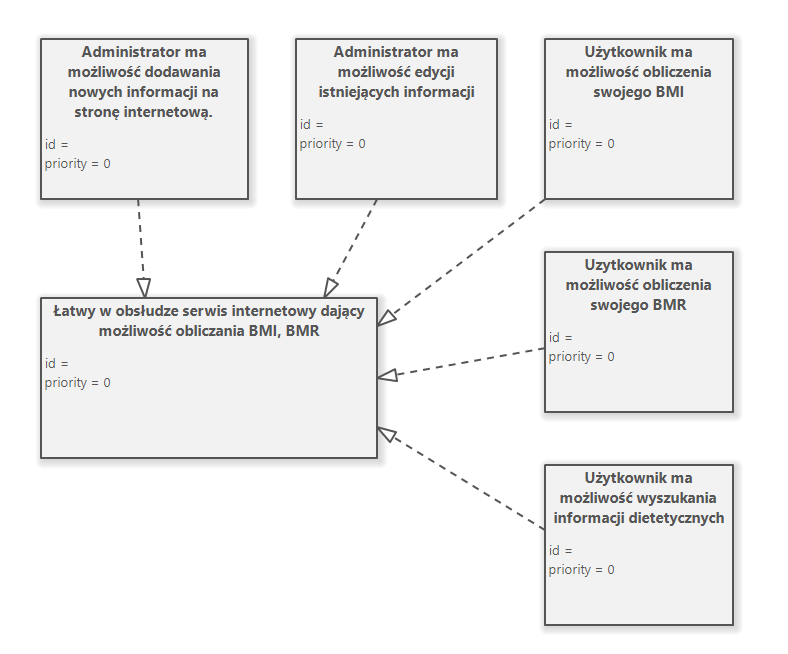 Administrator ma
możliwość dodawania
nowych informacji na
stronę internetową.
id =
priority = 0
Administrator ma
możliwość edycji
istniejących informacji
id =
priority = 0
Użytkownik ma
możliwość obliczenia
swojego BMI
id =
priority = 0
Uzytkownik ma
możliwość obliczenia
swojego BMR
id =
priority = 0
Łatwy w obsłudze serwis internetowy dający
możliwość obliczania BMI, BMR
id =
priority = 0
Użytkownik ma
możliwość wyszukania
informacji dietetycznych
id =
priority = 0